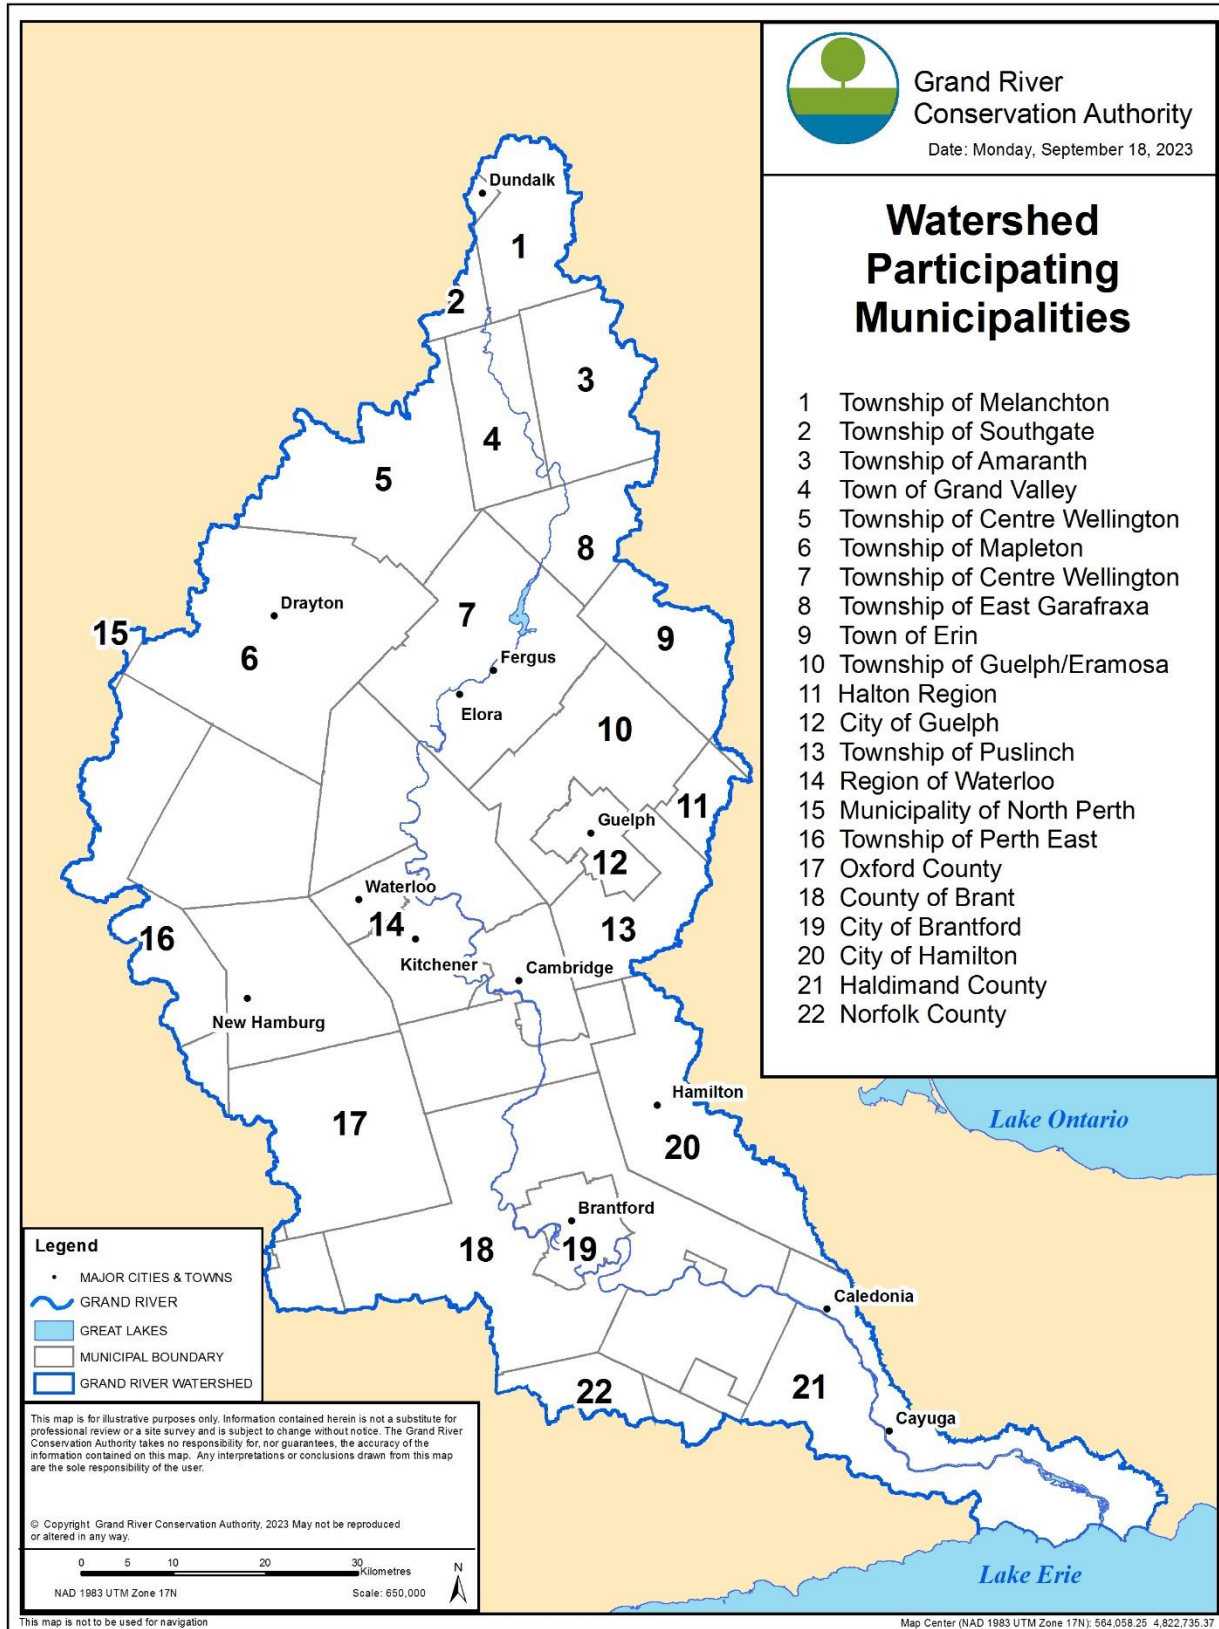 Grand River
Conservation Authority
Date: Monday, September 18, 2023
Watershed
Participating
Municipalities
1 Township of Melanchton
2 Township of Southgate
3 Township of Amaranth
4 Town of Grand Valley
5 Township of Centre Wellington
6 Township of Mapleton
7 Township of Centre Wellington
8 Township of East Garafraxa
9 Town of Erin
10 Township of Guelph/Eramosa
11 Halton Region
12 City of Guelph
13 Township of Puslinch
14 Region of Waterloo
15 Municipality of North Perth
16 Township of Perth East
17 Oxford County
18 County of Brant
19 City of Brantford
20 City of Hamilton
21 Haldimand County
22 Norfolk County
Dundalk
1
2
3
4
5
8
Drayton
7
15
9
6
Fergus
Elora
10
11
Guelph
12
Waterloo
14
13
16
Kitchener
Cambridge
New Hamburg
Hamilton
Lake Ontario
17
20
Brantford
18
19
Caledonia
21
22
Cayuga
Lake Erie
Legend
MAJOR CITIES & TOWNS
GRAND RIVER
GREAT LAKES
MUNICIPAL BOUNDARY
GRAND RIVER WATERSHED
This map is for illustrative purposes only. Information contained herein is not a substitute for
professional review or a site survey and is subject to change without notice. The Grand River
Conservation Authority takes no responsibility for, nor guarantees, the accuracy of the
information contained on this map. Any interpretations or conclusions drawn from this map
are the sole responsibility of the user.
© Copyright Grand River Conservation Authority, 2023 May not be reproduced
or altered in any way.
0 5 10 20 30 Kilometres
N
NAD 1983 UTM Zone 17N Scale: 650,000
This map is not to be used for navigation
Map Center (NAD 1983 UTM Zone 17N): 564,058.25 4,822,735.37